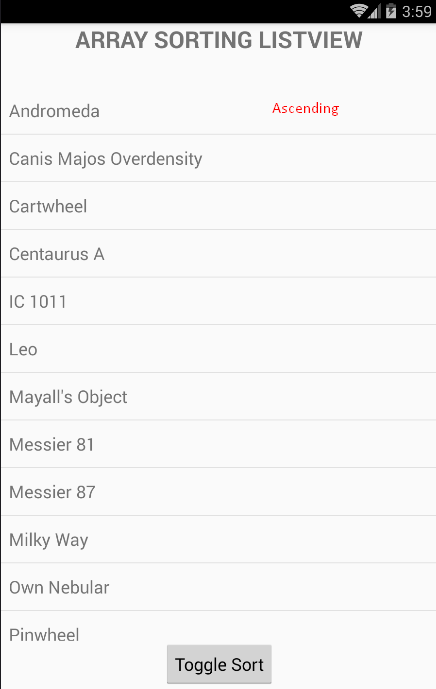 3:59
ARRAY SORTING LISTVIEW
Andromeda
Ascending
Canis Majos Overdensity
Cartwheel
Centaurus A
IC 1011
Leo
Mayall's Object
Messier 81
Messier 87
Milky Way
Own Nebular
Pinwheel
Toggle Sort